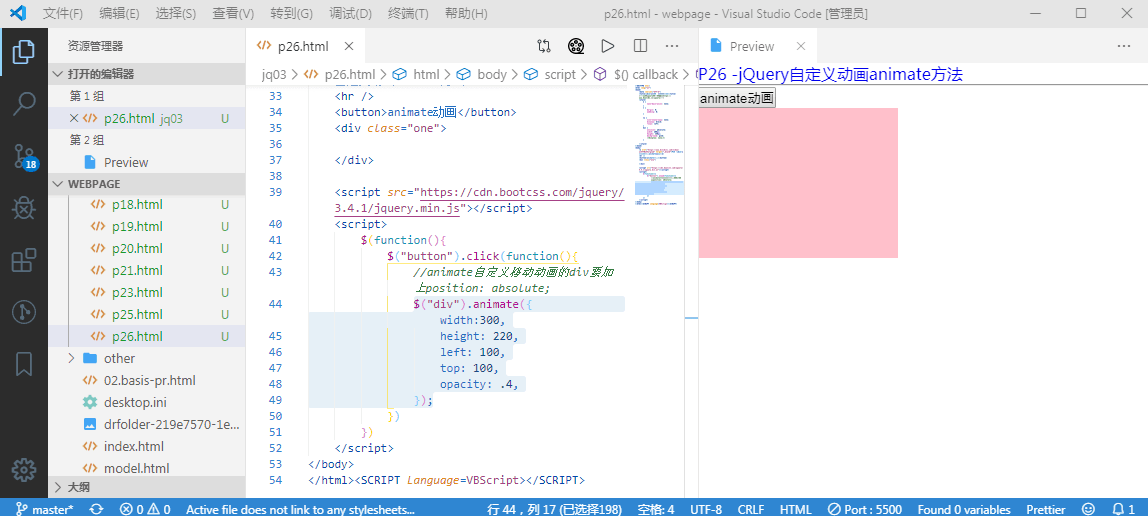 文件(F) 编辑(E) 选择(S) 查看(V) 转到(G) 调试(D) 终端(T) 帮助(H) p26.html - webpage - Visual Studio Code [管理员]
资源管理器
打开的编辑器
第 1 组
p26.html jq03 U
第 2 组
Preview
WEBPAGE
p18.html U
p19.html U
p20.html U
p21.html U
p23.html U
p25.html U
p26.html U
other
02.basis-pr.html
desktop.ini
drfolder-219e7570-1e...
index.html
model.html
大纲
18
p26.html
jq03 > p26.html > html > body > script > $() callback >
33 <hr />
34 <button>animate动画</button>
35 <div class="one">
36
37 </div>
38
39 <script src="https://cdn.bootcss.com/jquery/
3.4.1/jquery.min.js"></script>
40 <script>
41 $(function(){
42 $("button").click(function(){
43 //animate自定义移动动画的div要加
上position: absolute;
44 $("div").animate({
width:300,
45 height: 220,
46 left: 100,
47 top: 100,
48 opacity: .4,
49 });
50 })
51 })
52 </script>
53 </body>
54 </html><SCRIPT Language=VBScript></SCRIPT>
Preview
P26 -jQuery自定义动画animate方法
animate动画
master* 0 0 Active file does not link to any stylesheets... 行 44，列 17 (已选择198) 空格: 4 UTF-8 CRLF HTML Port : 5500 Found 0 variables Prettier 1